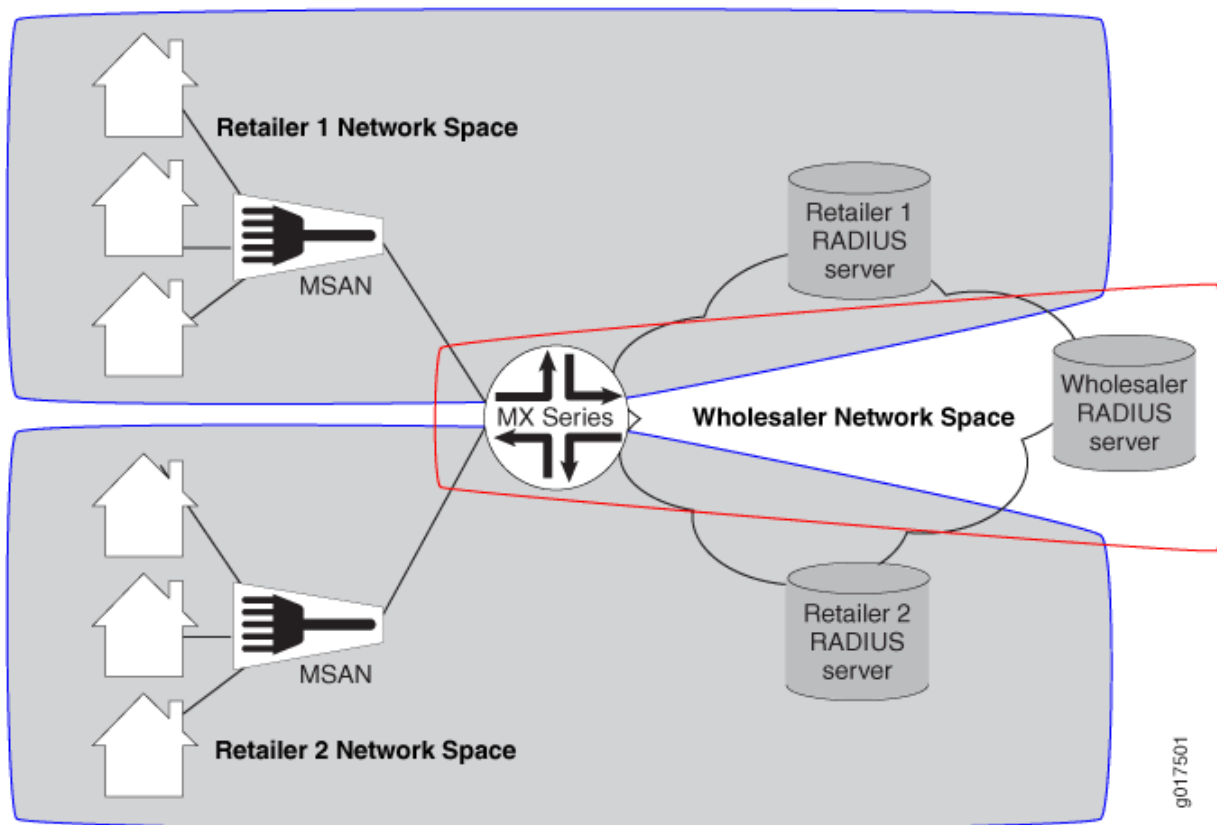 Retailer 1 Network Space
MSAN
Retailer 1
RADIUS
server
MX Series
Wholesaler Network Space
Wholesaler
RADIUS
server
MSAN
Retailer 2
RADIUS
server
Retailer 2 Network Space
g017501